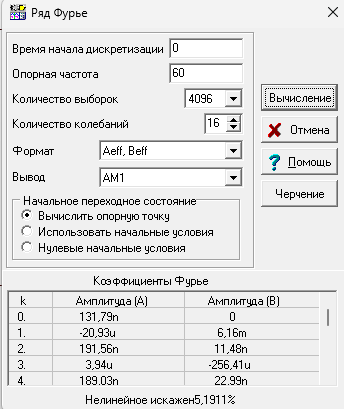 Ряд Фурье
Время начала дискретизации 0
Опорная частота 60
Количество выборок 4096
Количество колебаний 16
Формат Aeff, Beff
Вывод AM1
Вычисление
Отмена
Помощь
Черчение
Начальное переходное состояние
Вычислить опорную точку
Использовать начальные условия
Нулевые начальные условия
Коэффициенты Фурье
k Амплитуда (A) Амплитуда (B)
0. 131,79n 0
1. -20,93u 6,16m
2. 191,56n 11,48n
3. 3,94u -256,41u
4. 189,03n 22,99n
Нелинейное искажен5,1911%